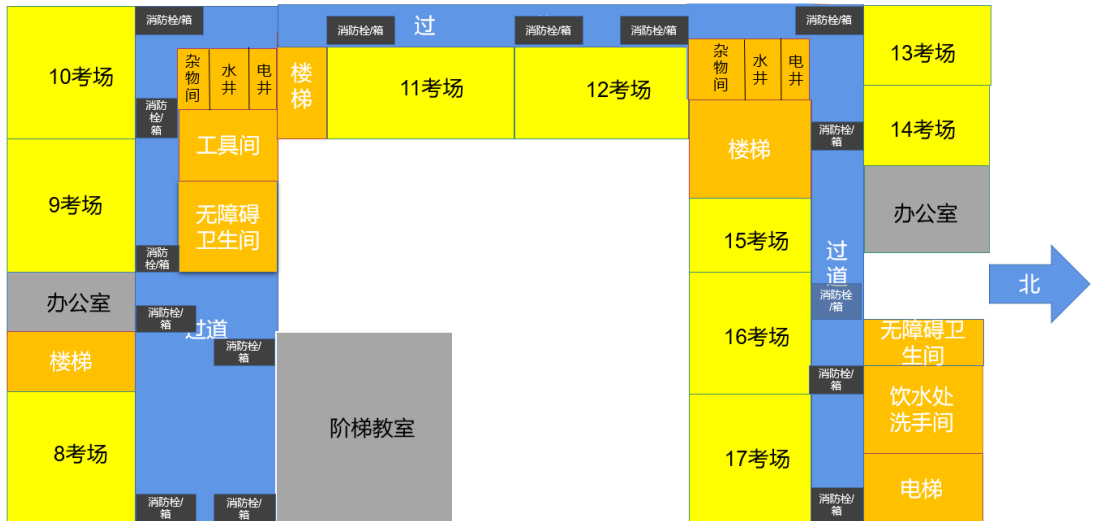 消防栓/箱
10考场
消防
栓/
箱
9考场
消防
栓/箱
办公室
消防栓/
箱
过道
消防栓/
箱
楼梯
8考场
消防栓/
箱
消防栓/
箱
杂
物
间
水
井
电
井
工具间
无障碍
卫生间
楼
梯
过
消防栓/箱
消防栓/箱
消防栓/箱
11考场
12考场
阶梯教室
杂
物
间
水
井
电
井
楼梯
15考场
16考场
17考场
消防栓/箱
消防栓/
箱
过
道
消防栓
/箱
消防栓/
箱
消防栓/
箱
13考场
14考场
办公室
北
无障碍卫
生间
饮水处
洗手间
电梯